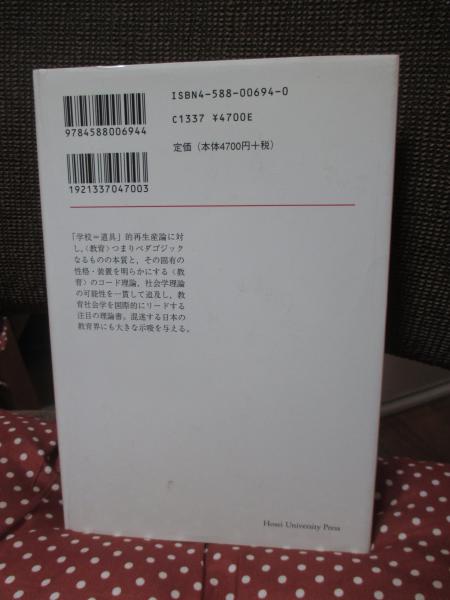 ISBN4-588-00694-0
C1337 ¥4700E
定価（本体4700円＋税）
9784588006944
1921337047003
「学校＝道具」的再生産論に対
し、〈教育〉つまりペダゴジック
なるものの本質と、その固有の
性格・装置を明らかにする〈教
育〉のコード理論。社会学理論
の可能性を一貫して追及し、教
育社会学を国際的にリードする
注目の理論書。混迷する日本の
教育界にも大きな示唆を与える。
Hosei University Press